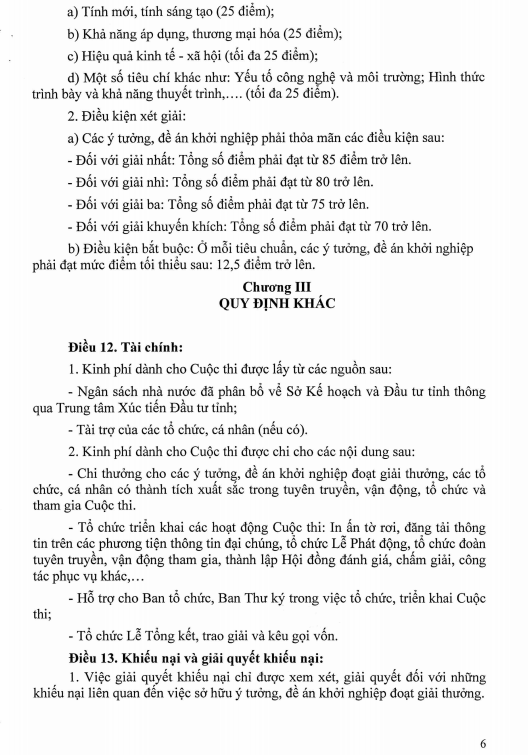 a) Tính mới, tính sáng tạo (25 điểm);
b) Khả năng áp dụng, thương mại hóa (25 điểm);
c) Hiệu quả kinh tế - xã hội (tối đa 25 điểm);
d) Một số tiêu chí khác như: Yếu tố công nghệ và môi trường; Hình thức
trình bày và khả năng thuyết trình,…. (tối đa 25 điểm).
2. Điều kiện xét giải:
a) Các ý tưởng, đề án khởi nghiệp phải thỏa mãn các điều kiện sau:
- Đối với giải nhất: Tổng số điểm phải đạt từ 85 điểm trở lên.
- Đối với giải nhì: Tổng số điểm phải đạt từ 80 trở lên.
- Đối với giải ba: Tổng số điểm phải đạt từ 75 trở lên.
- Đối với giải khuyến khích: Tổng số điểm phải đạt từ 70 trở lên.
b) Điều kiện bắt buộc: Ở mỗi tiêu chuẩn, các ý tưởng, đề án khởi nghiệp
phải đạt mức điểm tối thiểu sau: 12,5 điểm trở lên.
Chương III
QUY ĐỊNH KHÁC
Điều 12. Tài chính:
1. Kinh phí dành cho Cuộc thi được lấy từ các nguồn sau:
- Ngân sách nhà nước đã phân bổ về Sở Kế hoạch và Đầu tư tỉnh thông
qua Trung tâm Xúc tiến Đầu tư tỉnh;
- Tài trợ của các tổ chức, cá nhân (nếu có).
2. Kinh phí dành cho Cuộc thi được chi cho các nội dung sau:
- Chi thưởng cho các ý tưởng, đề án khởi nghiệp đoạt giải thưởng, các tổ
chức, cá nhân có thành tích xuất sắc trong tuyên truyền, vận động, tổ chức và
tham gia Cuộc thi.
- Tổ chức triển khai các hoạt động Cuộc thi: In ấn tờ rơi, đăng tải thông
tin trên các phương tiện thông tin đại chúng, tổ chức Lễ Phát động, tổ chức đoàn
tuyên truyền, vận động tham gia, thành lập Hội đồng đánh giá, chấm giải, công
tác phục vụ khác,…
- Hỗ trợ cho Ban tổ chức, Ban Thư ký trong việc tổ chức, triển khai Cuộc
thi;
- Tổ chức Lễ Tổng kết, trao giải và kêu gọi vốn.
Điều 13. Khiếu nại và giải quyết khiếu nại:
1. Việc giải quyết khiếu nại chỉ được xem xét, giải quyết đối với những
khiếu nại liên quan đến việc sở hữu ý tưởng, đề án khởi nghiệp đoạt giải thưởng.
6